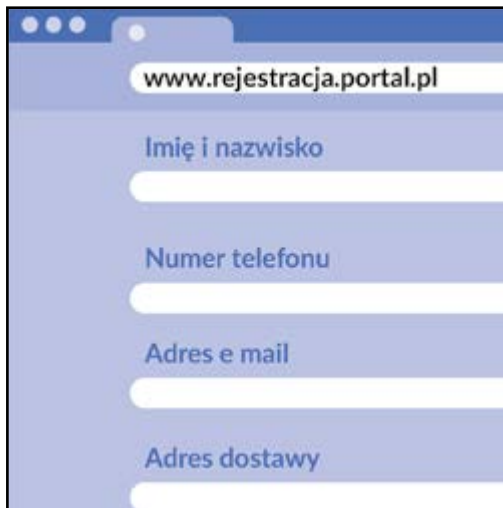 www.rejestracja.portal.pl
Imię i nazwisko
Numer telefonu
Adres e mail
Adres dostawy